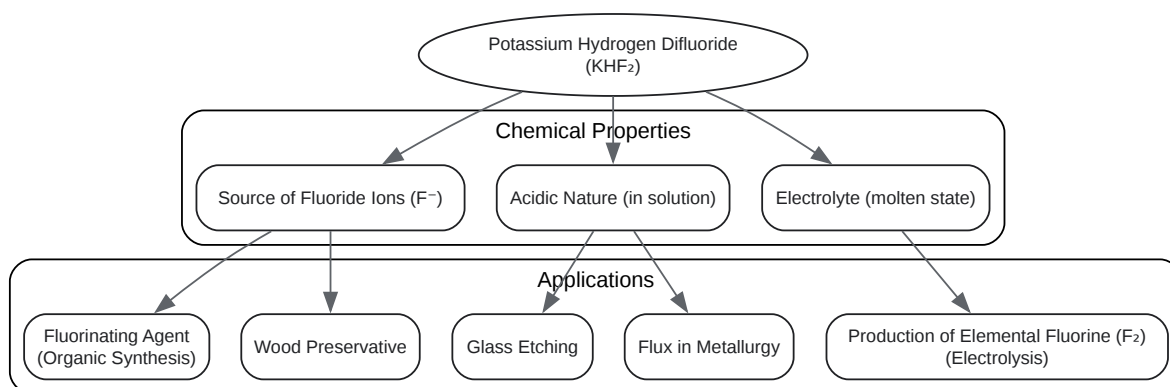 Potassium Hydrogen Difluoride
(KHF₂)
Chemical Properties
Source of Fluoride Ions (F⁻)
Acidic Nature (in solution)
Electrolyte (molten state)
Applications
Fluorinating Agent
(Organic Synthesis)
Wood Preservative
Glass Etching
Flux in Metallurgy
Production of Elemental Fluorine (F₂)
(Electrolysis)